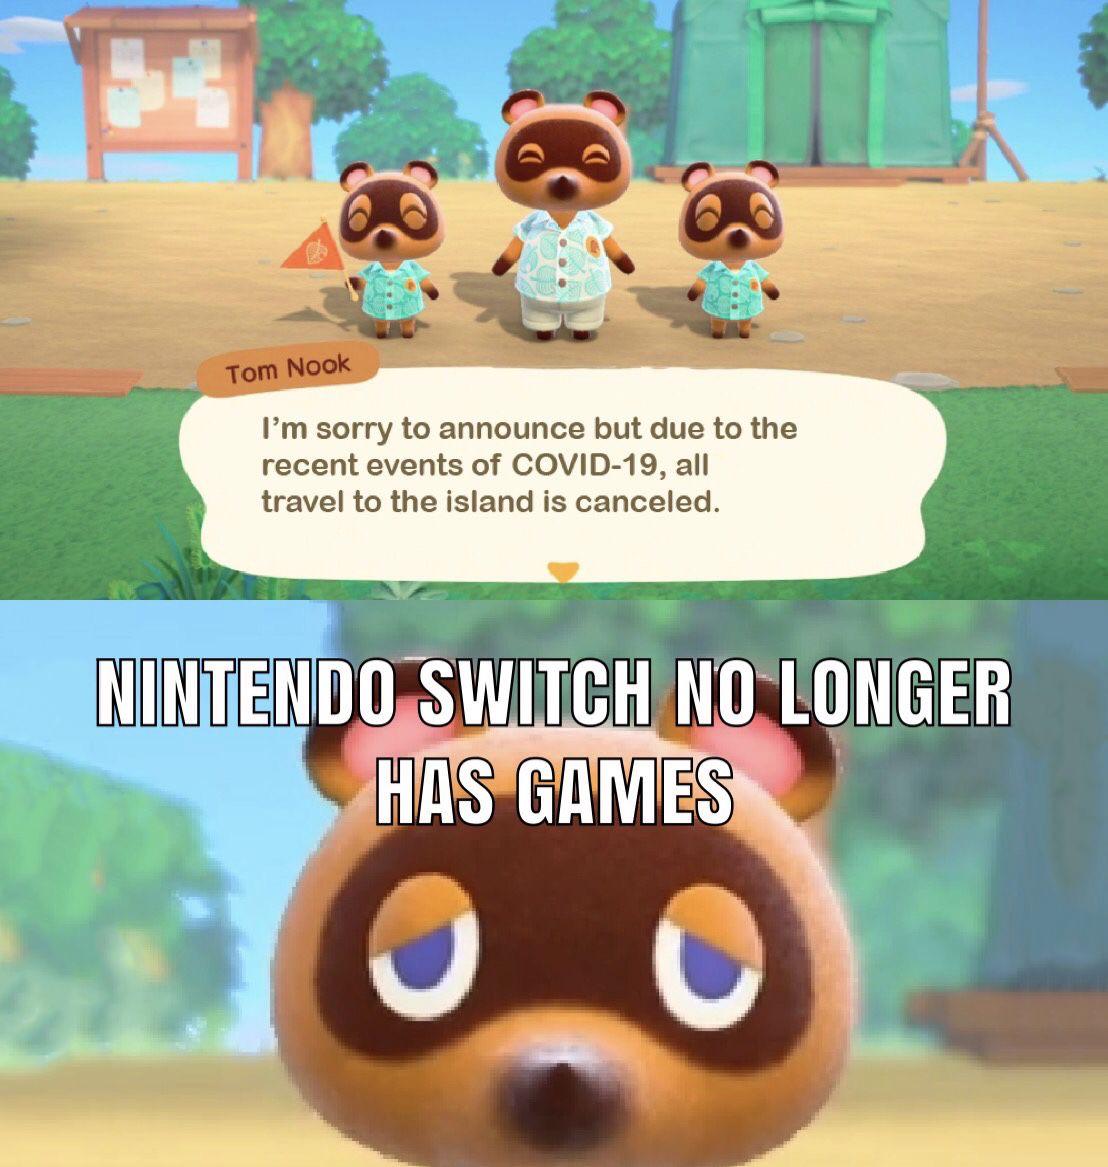 Tom Nook
I'm sorry to announce but due to the
recent events of COVID-19, all
travel to the island is canceled.
NINTENDO SWITCH NO LONGER
HAS GAMES